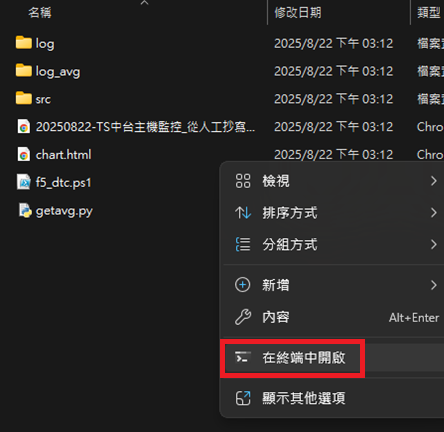 名稱 修改日期 類型
log 2025/8/22 下午 03:12 檔案
log_avg 2025/8/22 下午 03:12 檔案
src 2025/8/22 下午 03:12 檔案
20250822-TS中台主機監控_從人工抄寫... 2025/8/22 下午 03:12 Chro
chart.html 2025/8/22 下午 03:12 Chro
f5_dtc.ps1
getavg.py
檢視
排序方式
分組方式
新增
內容 Alt+Enter
在終端中開啟
顯示其他選項